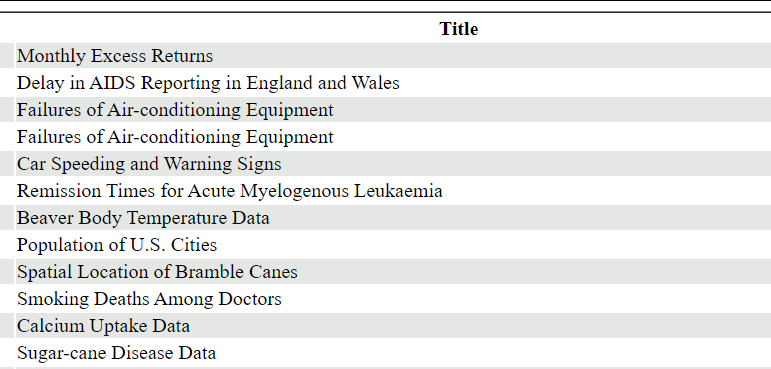 Title
Monthly Excess Returns
Delay in AIDS Reporting in England and Wales
Failures of Air-conditioning Equipment
Failures of Air-conditioning Equipment
Car Speeding and Warning Signs
Remission Times for Acute Myelogenous Leukaemia
Beaver Body Temperature Data
Population of U.S. Cities
Spatial Location of Bramble Canes
Smoking Deaths Among Doctors
Calcium Uptake Data
Sugar-cane Disease Data